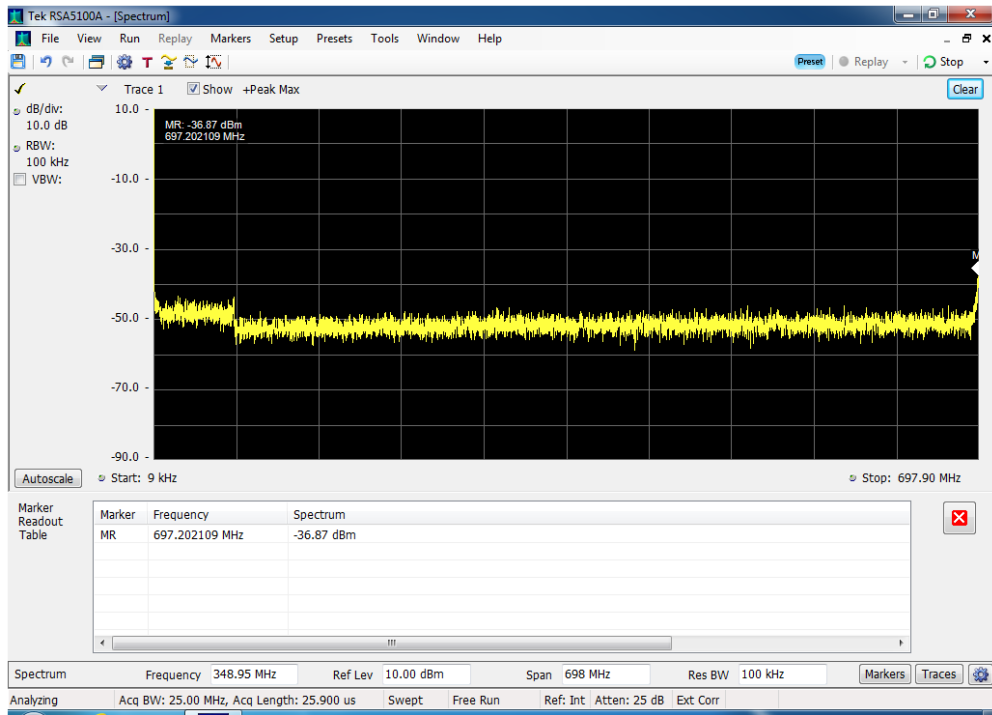 Tek RSA5100A - [Spectrum]
File View Run Replay Markers Setup Presets Tools Window Help
T Preset Replay Stop
Trace 1 Show +Peak Max Clear
dB/div:
10.0 dB
RBW:
100 kHz
VBW:
10.0
-10.0
-30.0
-50.0
-70.0
-90.0
MR: -36.87 dBm
697.202109 MHz
M
Autoscale Start: 9 kHz Stop: 697.90 MHz
Marker
Readout
Table
Marker Frequency Spectrum
MR 697.202109 MHz -36.87 dBm
Spectrum Frequency 348.95 MHz Ref Lev 10.00 dBm Span 698 MHz Res BW 100 kHz Markers Traces
Analyzing Acq BW: 25.00 MHz, Acq Length: 25.900 us Swept Free Run Ref: Int Atten: 25 dB Ext Corr